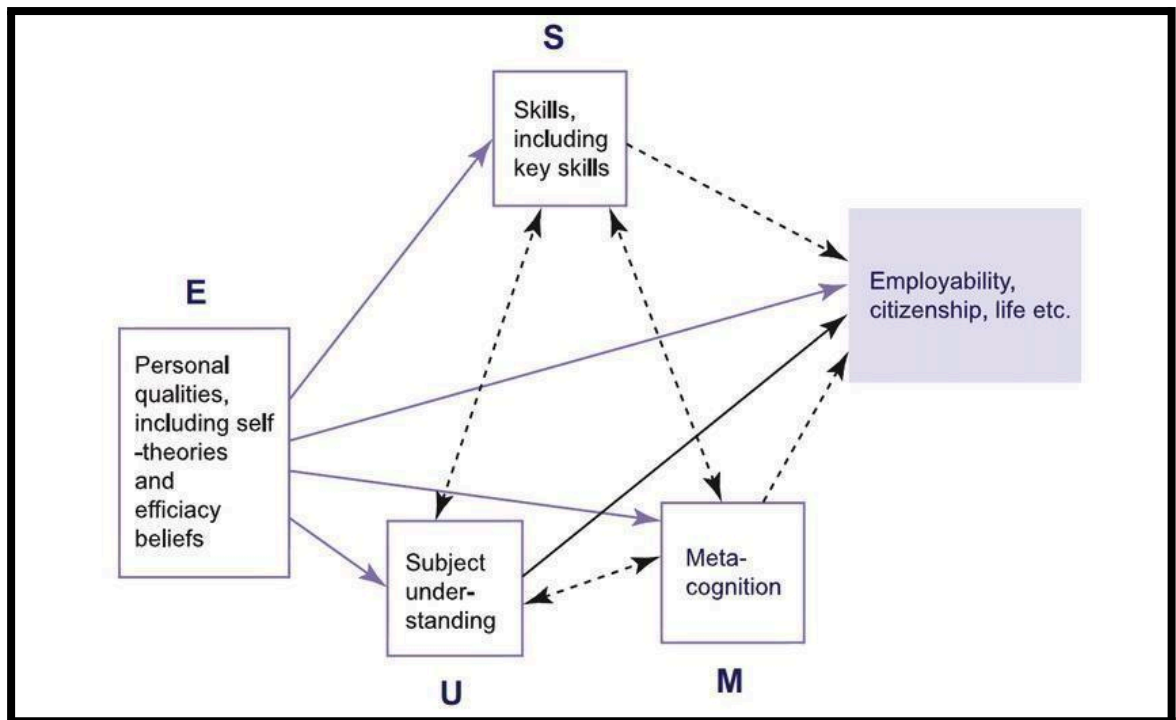 S
Skills,
including
key skills
Employability,
citizenship, life etc.
E
Personal
qualities,
including self
-theories
and
efficiacy
beliefs
Subject
under-
standing
U
Meta-
cognition
M